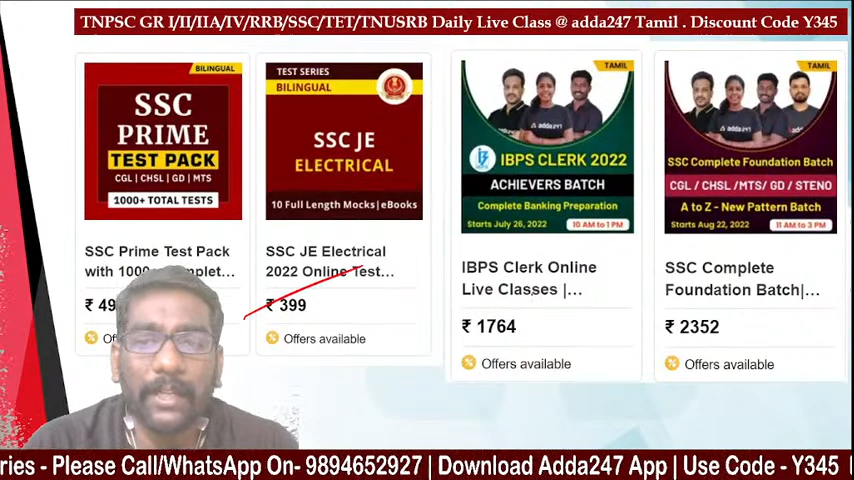 TNPSC GR I/II/IIA/IV/RRB/SSC/TET/TNUSRB Daily Live Class @ adda247 Tamil . Discount Code Y345
BILINGUAL
SSC
PRIME
TEST PACK
CGL | CHSL | GD | MTS
1000+ TOTAL TESTS
SSC Prime Test Pack
with 1000+
₹ 49
TEST SERIES
BILINGUAL
SSC JE
ELECTRICAL
10 Full Length Mocks|eBooks
SSC JE Electrical
2022 Online Test...
₹ 399
Offers available
TAMIL
adda247
IBPS CLERK 2022
ACHIEVERS BATCH
Complete Banking Preparation
Starts July 26, 2022
10 AM to 1 PM
IBPS Clerk Online
Live Classes |...
₹ 1764
Offers available
TAMIL
adda247
SSC Complete Foundation Batch
CGL / CHSL /MTS/ GD / STENO
A to Z - New Pattern Batch
Starts Aug 22, 2022
11 AM to 3 PM
SSC Complete
Foundation Batch|...
₹ 2352
Offers available
ries - Please Call/WhatsApp On- 9894652927 | Download Adda247 App | Use Code - Y345